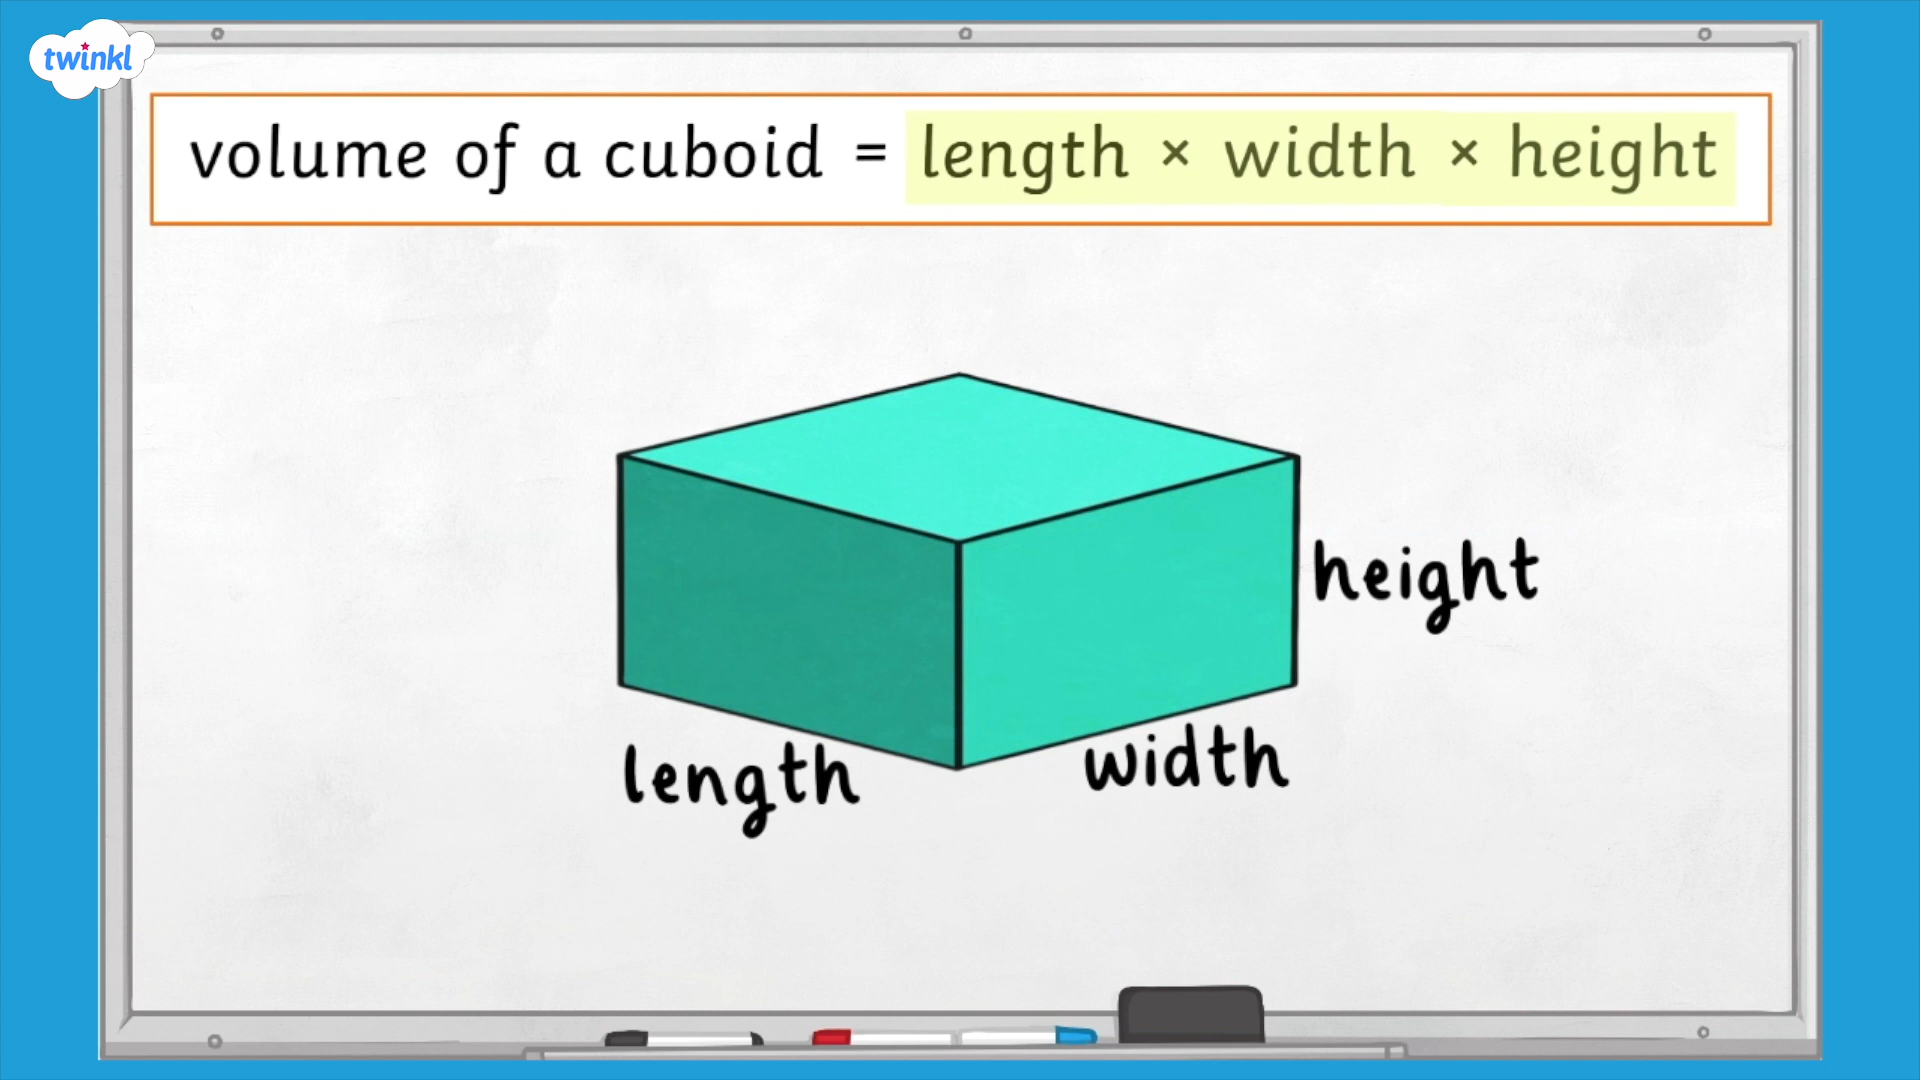 twinkl
volume of a cuboid = length × width × height
height
width
length